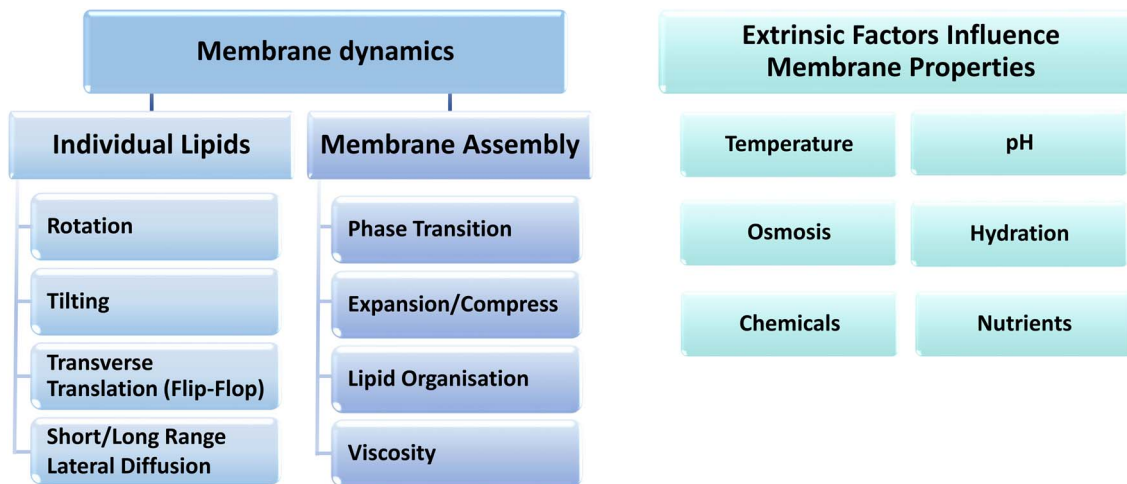 Membrane dynamics
Individual Lipids
Rotation
Tilting
Transverse
Translation (Flip-Flop)
Short/Long Range
Lateral Diffusion
Membrane Assembly
Phase Transition
Expansion/Compress
Lipid Organisation
Viscosity
Extrinsic Factors Influence
Membrane Properties
Temperature
pH
Osmosis
Hydration
Chemicals
Nutrients